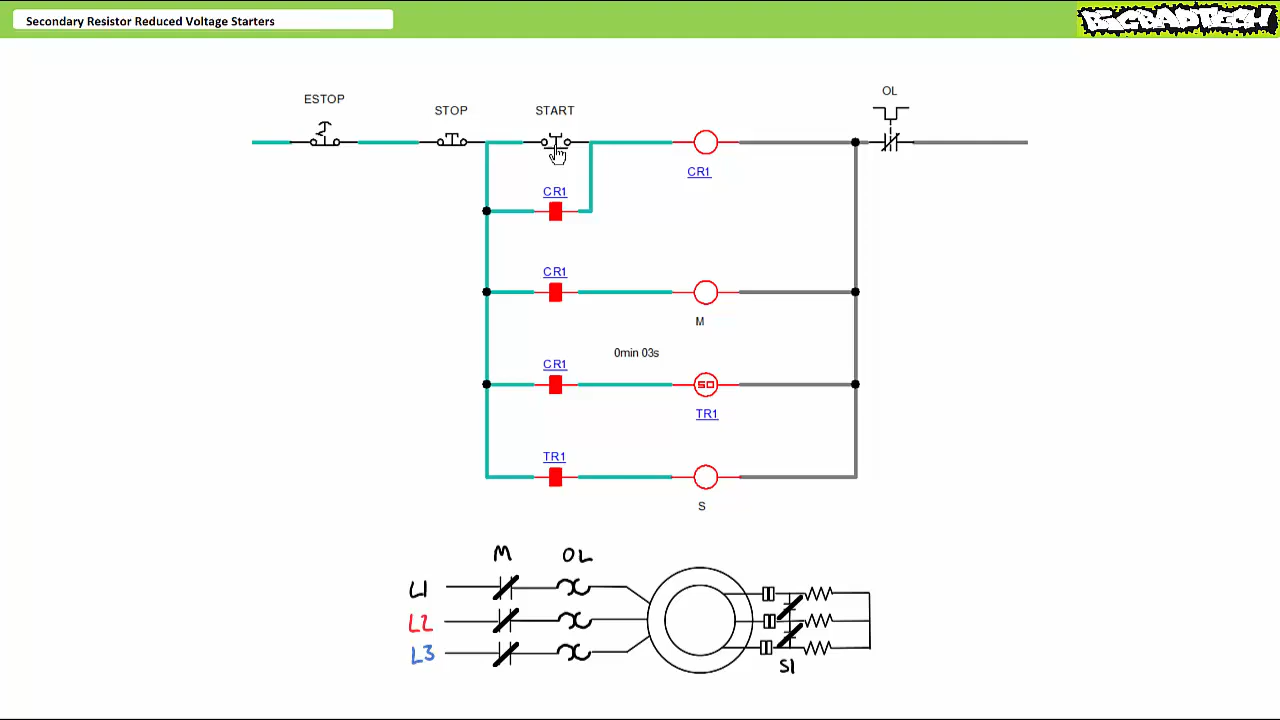 Secondary Resistor Reduced Voltage Starters
BIGBADTECH
ESTOP
STOP
START
OL
CR1
CR1
CR1
M
0min 03s
CR1
TR1
TR1
S
M OL
L1
L2
L3
S1